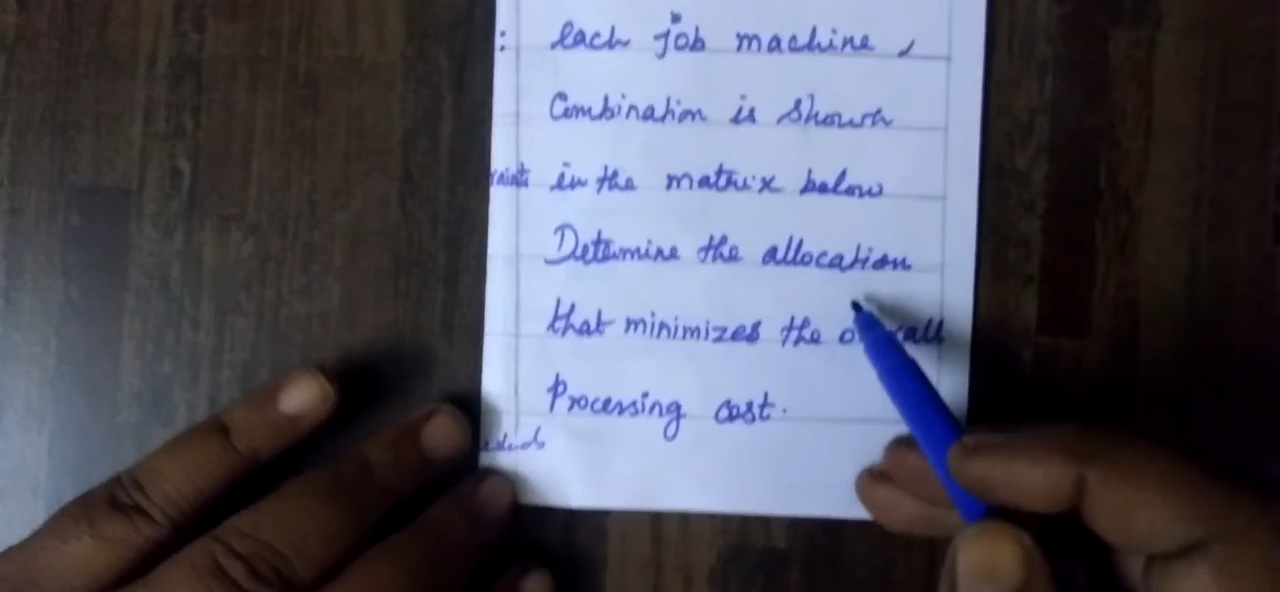 : each job machine,
Combination is shown
in the matrix below
Determine the allocation
that minimizes the
Processing cost.